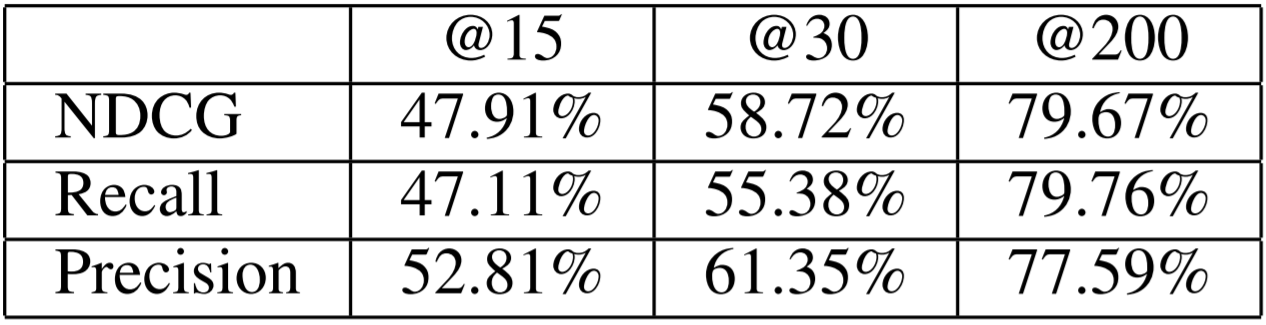 @15 @30 @200
NDCG 47.91% 58.72% 79.67%
Recall 47.11% 55.38% 79.76%
Precision 52.81% 61.35% 77.59%